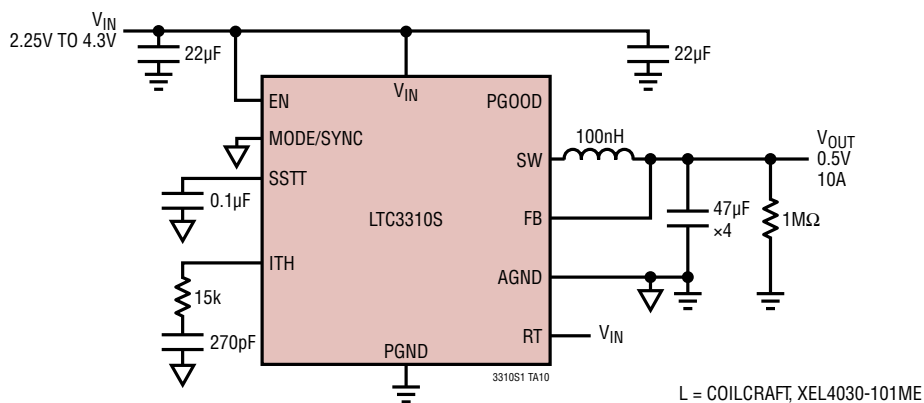 VIN
2.25V TO 4.3V
22µF
22µF
EN
VIN
PGOOD
MODE/SYNC
100nH
VOUT
0.5V
10A
SW
SSTT
0.1µF
LTC3310S
47µF
×4
1MΩ
FB
ITH
AGND
15k
270pF
RT
VIN
PGND
3310S1 TA10
L = COILCRAFT, XEL4030-101ME